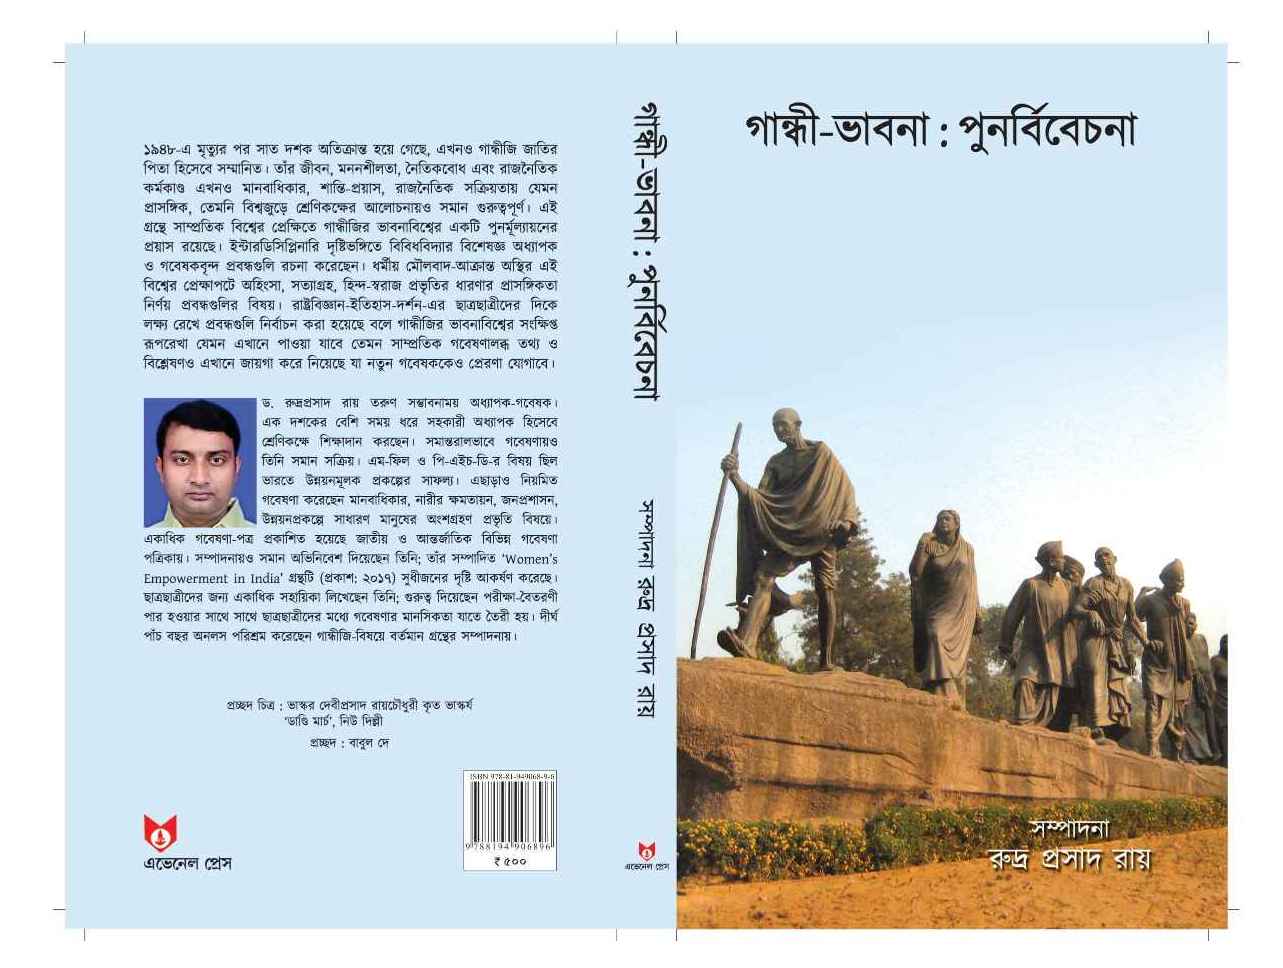 ১৯৪৮-এ মৃত্যুর পর সাত দশক অতিক্রান্ত হয়ে গেছে, এখনও গান্ধীজি জাতির
পিতা হিসেবে সম্মানিত। তাঁর জীবন, মননশীলতা, নৈতিকবোধ এবং রাজনৈতিক
কর্মকাণ্ড এখনও মানবাধিকার, শান্তি-প্রয়াস, রাজনৈতিক সক্রিয়তায় যেমন
প্রাসঙ্গিক, তেমনি বিশ্বজুড়ে শ্রেণিকক্ষের আলোচনায়ও সমান গুরুত্বপূর্ণ। এই
গ্রন্থে সাম্প্রতিক বিশ্বের প্রেক্ষিতে গান্ধীজির ভাবনাবিশ্বের একটি পুনর্মূল্যায়নের
প্রয়াস রয়েছে। ইন্টারডিসিপ্লিনারি দৃষ্টিভঙ্গিতে বিবিধবিদ্যার বিশেষজ্ঞ অধ্যাপক
ও গবেষকবৃন্দ প্রবন্ধগুলি রচনা করেছেন। ধর্মীয় মৌলবাদ-আক্রান্ত অস্থির এই
বিশ্বের প্রেক্ষাপটে অহিংসা, সত্যাগ্রহ, হিন্দ-স্বরাজ প্রভৃতির ধারণার প্রাসঙ্গিকতা
নির্ণয় প্রবন্ধগুলির বিষয়। রাষ্ট্রবিজ্ঞান-ইতিহাস-দর্শন-এর ছাত্রছাত্রীদের দিকে
লক্ষ্য রেখে প্রবন্ধগুলি নির্বাচন করা হয়েছে বলে গান্ধীজির ভাবনাবিশ্বের সংক্ষিপ্ত
রূপরেখা যেমন এখানে পাওয়া যাবে তেমন সাম্প্রতিক গবেষণালব্ধ তথ্য ও
বিশ্লেষণও এখানে জায়গা করে নিয়েছে যা নতুন গবেষককেও প্রেরণা যোগাবে।
ড. রুদ্রপ্রসাদ রায় তরুণ সম্ভাবনাময় অধ্যাপক-গবেষক।
এক দশকের বেশি সময় ধরে সহকারী অধ্যাপক হিসেবে
শ্রেণিকক্ষে শিক্ষাদান করছেন। সমান্তরালভাবে গবেষণায়ও
তিনি সমান সক্রিয়। এম-ফিল ও পি-এইচ-ডি-র বিষয় ছিল
ভারতে উন্নয়নমূলক প্রকল্পের সাফল্য। এছাড়াও নিয়মিত
গবেষণা করেছেন মানবাধিকার, নারীর ক্ষমতায়ন, জনপ্রশাসন,
উন্নয়নপ্রকল্পে সাধারণ মানুষের অংশগ্রহণ প্রভৃতি বিষয়ে।
একাধিক গবেষণা-পত্র প্রকাশিত হয়েছে জাতীয় ও আন্তর্জাতিক বিভিন্ন গবেষণা
পত্রিকায়। সম্পাদনায়ও সমান অভিনিবেশ দিয়েছেন তিনি; তাঁর সম্পাদিত ‘Women’s
Empowerment in India’ গ্রন্থটি (প্রকাশ: ২০১৭) সুধীজনের দৃষ্টি আকর্ষণ করেছে।
ছাত্রছাত্রীদের জন্য একাধিক সহায়িকা লিখেছেন তিনি; গুরুত্ব দিয়েছেন পরীক্ষা-বৈতরণী
পার হওয়ার সাথে সাথে ছাত্রছাত্রীদের মধ্যে গবেষণার মানসিকতা যাতে তৈরী হয়। দীর্ঘ
পাঁচ বছর অনলস পরিশ্রম করেছেন গান্ধীজি-বিষয়ে বর্তমান গ্রন্থের সম্পাদনায়।
প্রচ্ছদ চিত্র : ভাস্কর দেবীপ্রসাদ রায়চৌধুরী কৃত ভাস্কর্য
‘ডাণ্ডি মার্চ’, নিউ দিল্লী
প্রচ্ছদ : বাবুল দে
ISBN 978-81-949068-9-6
9 788194 906896
₹ ৫০০
এভেনেল প্রেস
গান্ধী-ভাবনা : পুনর্বিবেচনা
সম্পাদনা রুদ্র প্রসাদ রায়
এভেনেল প্রেস
গান্ধী-ভাবনা : পুনর্বিবেচনা
সম্পাদনা
রুদ্র প্রসাদ রায়